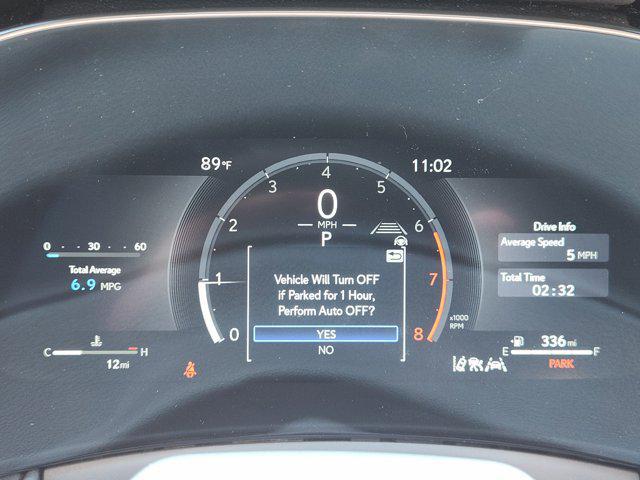 89°F
11:02
0 1 2 3 4 5 6 7 8
x1000
RPM
0
MPH
P
0 30 60
Total Average
6.9 MPG
C H
12mi
Vehicle Will Turn OFF
if Parked for 1 Hour,
Perform Auto OFF?
YES
NO
Drive Info
Average Speed
5 MPH
Total Time
02:32
336 mi
E F
PARK